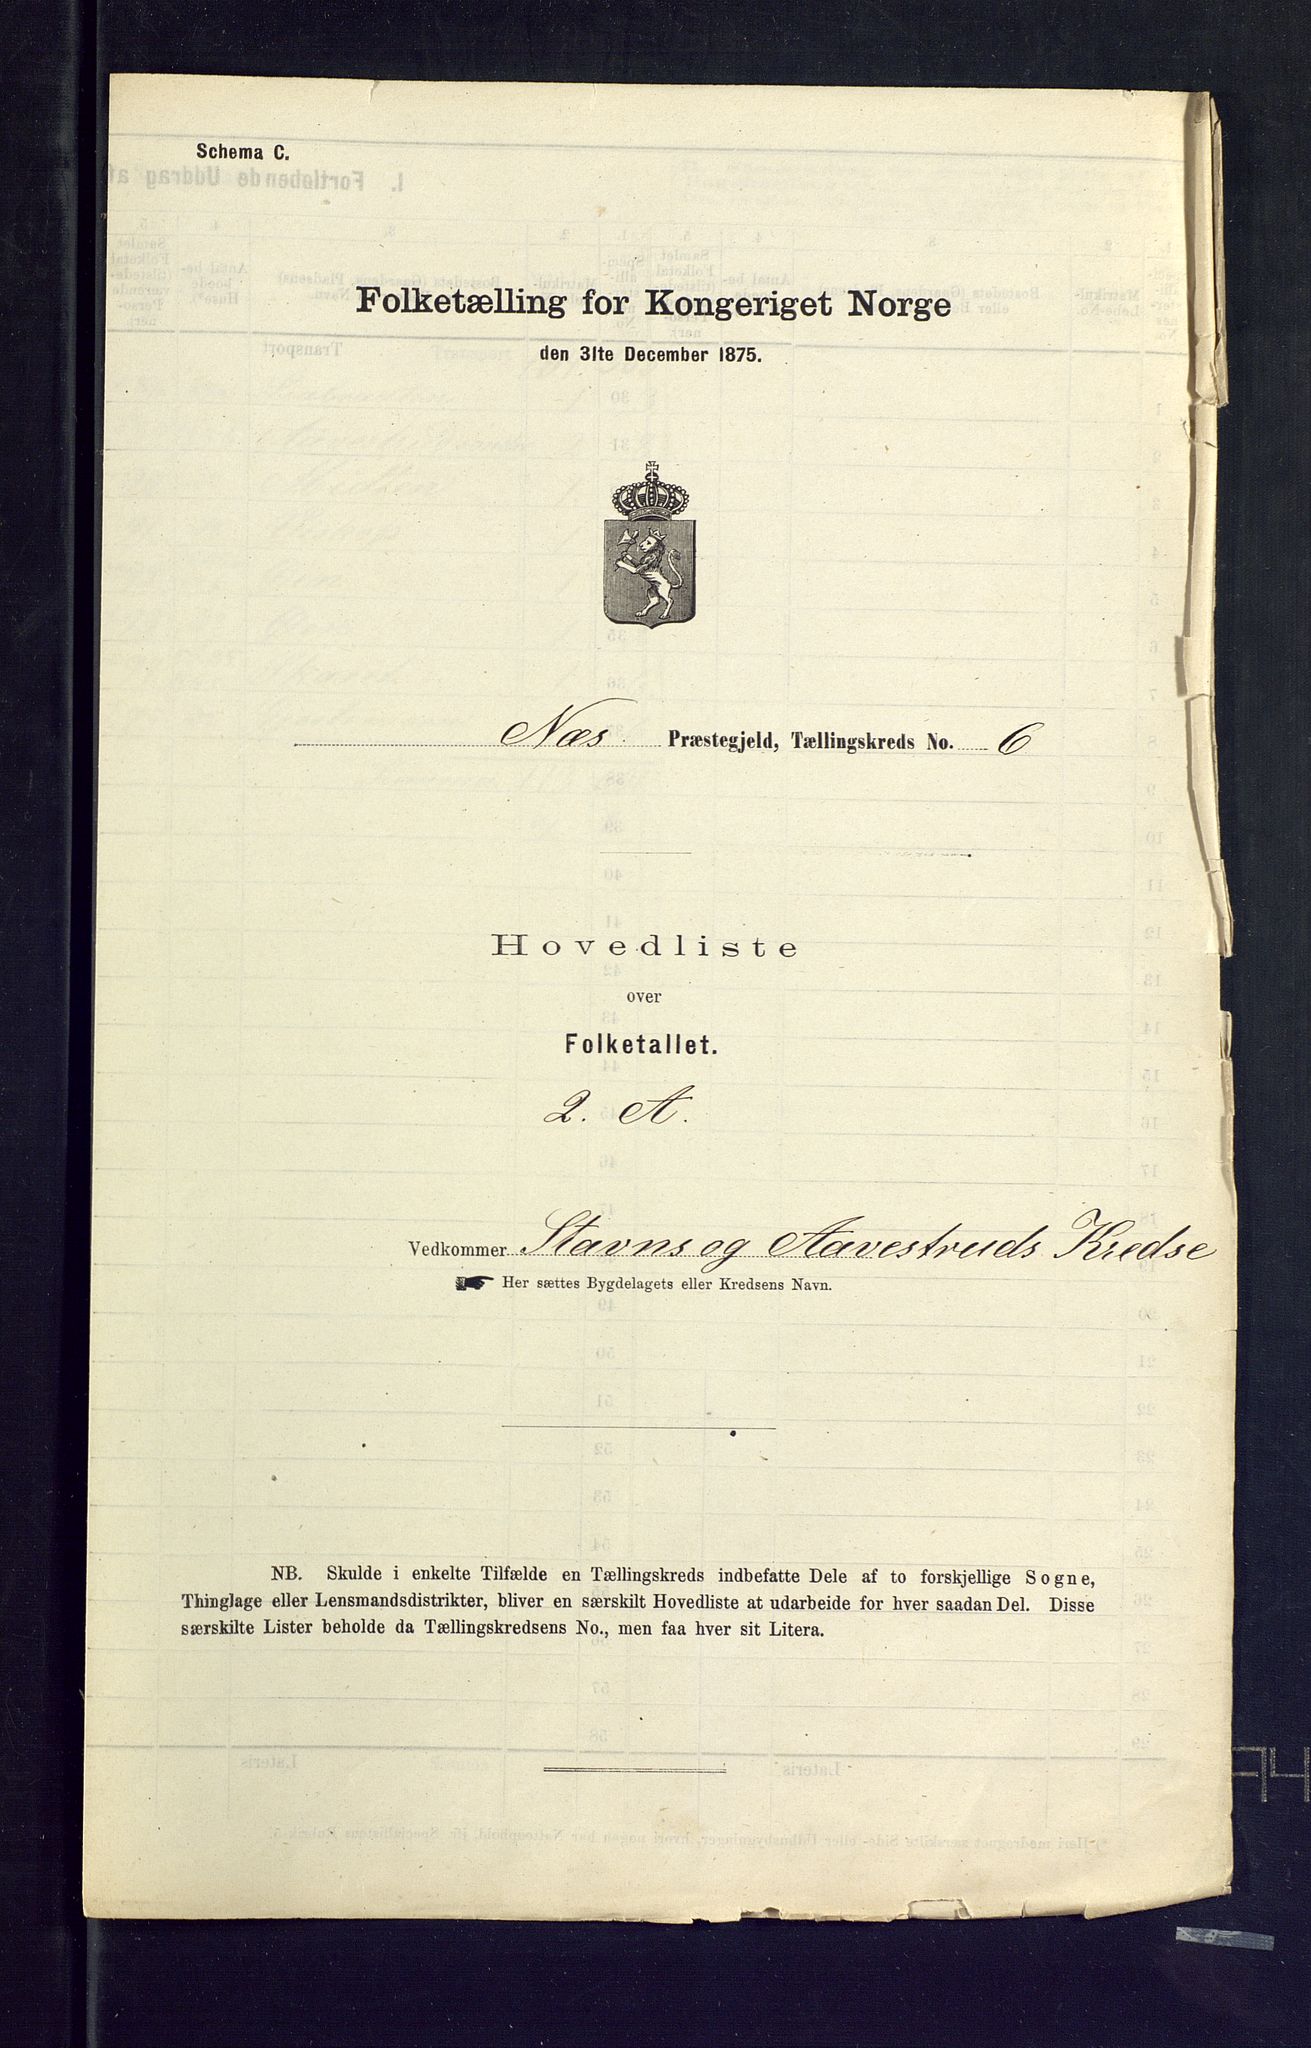 Schema C.
Folketælling for Kongeriget Norge
den 31te December 1875.
Næs. Præstegjeld, Tællingskreds No. 6
Hovedliste
over
Folketallet.
2. A.
Vedkommer Stavns og Aavestruds Kredse
Her sættes Bygdelagets eller Kredsens Navn.
NB. Skulde i enkelte Tilfælde en Tællingskreds indbefatte Dele af to forskjellige Sogne,
Thinglage eller Lensmandsdistrikter, bliver en særskilt Hovedliste at udarbeide for hver saadan Del. Disse
særskilte Lister beholde da Tællingskredsens No., men faa hver sit Litera.